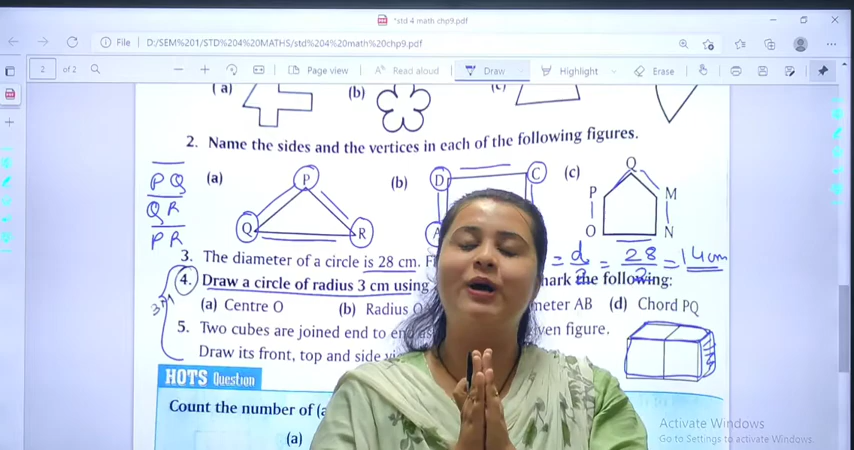 *std 4 math chp9.pdf
File | D:/SEM%201/STD%204%20MATHS/std%204%20math%20chp9.pdf
2 of 2
Page view
Read aloud
Draw
Highlight
Erase
(a)
(b)
(c)
2. Name the sides and the vertices in each of the following figures.
(a)
P
Q
R
(b)
D
C
A
(c)
Q
P
M
O
N
PQ
QR
PR
3. The diameter of a circle is 28 cm.
= d/2 = 28/2 = 14 cm
4. Draw a circle of radius 3 cm using
mark the following:
(a) Centre O (b) Radius O
meter AB (d) Chord PQ
5. Two cubes are joined end to en
ven figure.
Draw its front, top and side
HOTS Question
Count the number of (a
(a)
Activate Windows
Go to Settings to activate Windows.